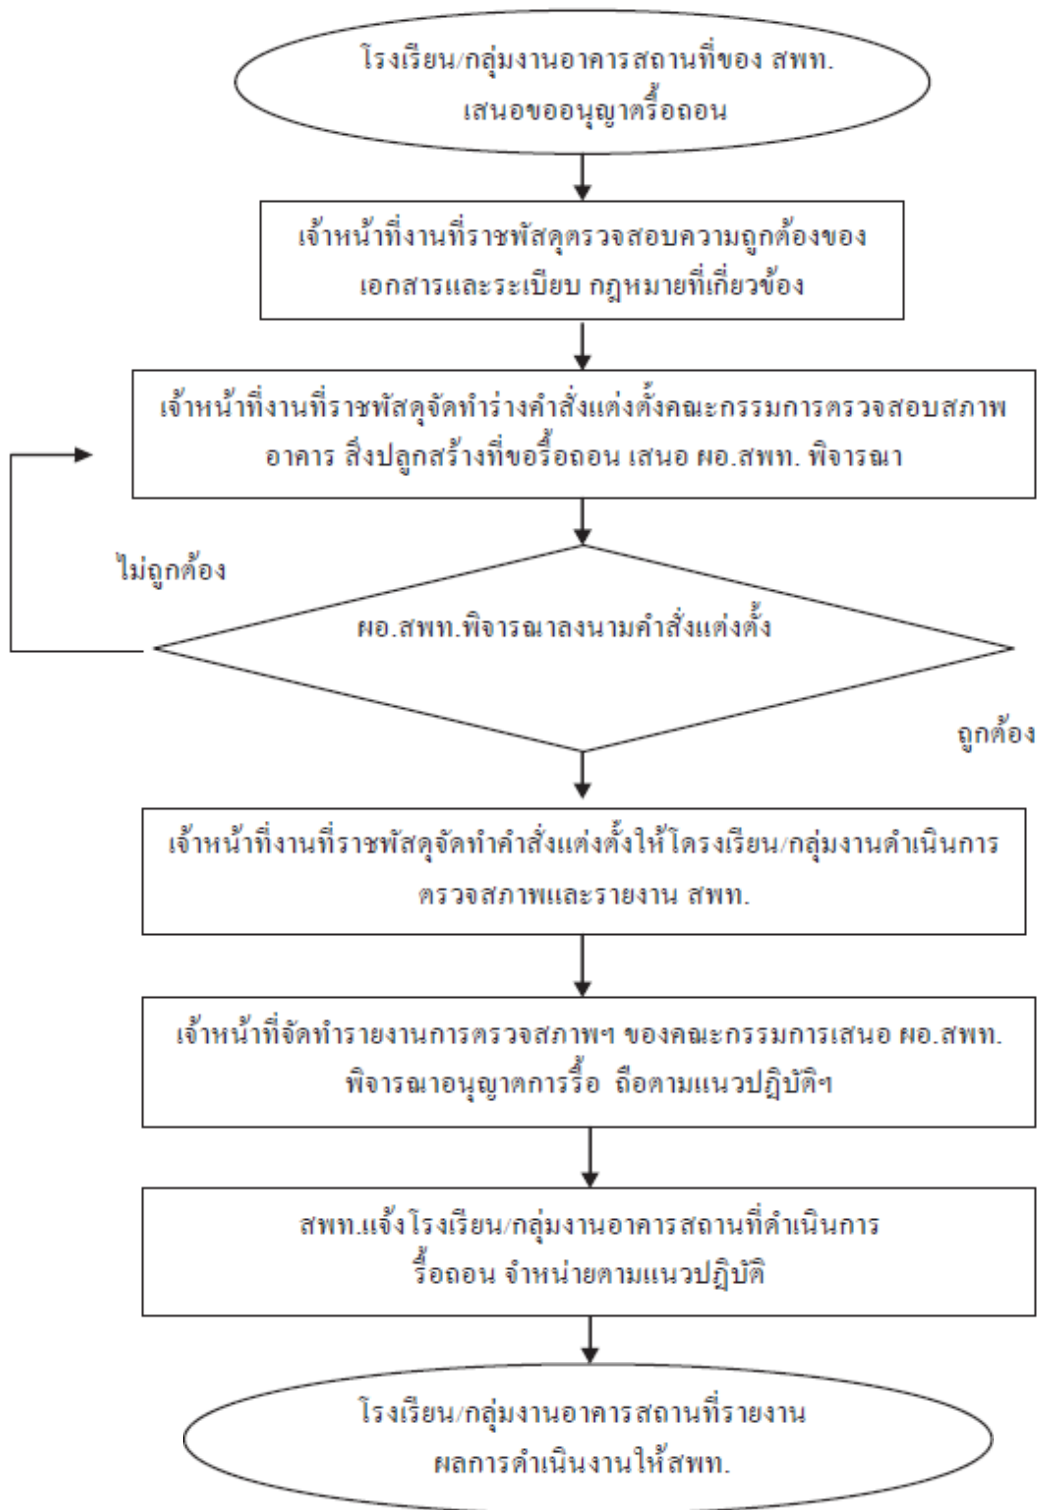 โรงเรียน/กลุ่มงานอาคารสถานที่ของ สพท.
เสนอขออนุญาตรื้อถอน
เจ้าหน้าที่งานที่ราชพัสดุตรวจสอบความถูกต้องของ
เอกสารและระเบียบ กฎหมายที่เกี่ยวข้อง
เจ้าหน้าที่งานที่ราชพัสดุจัดทำร่างคำสั่งแต่งตั้งคณะกรรมการตรวจสอบสภาพ
อาคาร สิ่งปลูกสร้างที่ขอรื้อถอน เสนอ ผอ.สพท. พิจารณา
ไม่ถูกต้อง
ผอ.สพท.พิจารณาลงนามคำสั่งแต่งตั้ง
ถูกต้อง
เจ้าหน้าที่งานที่ราชพัสดุจัดทำคำสั่งแต่งตั้งให้โดรงเรียน/กลุ่มงานดำเนินการ
ตรวจสภาพและรายงาน สพท.
เจ้าหน้าที่จัดทำรายงานการตรวจสภาพฯ ของคณะกรรมการเสนอ ผอ.สพท.
พิจารณาอนุญาตการรื้อ ถือตามแนวปฏิบัติฯ
สพท.แจ้งโรงเรียน/กลุ่มงานอาคารสถานที่ดำเนินการ
รื้อถอน จำหน่ายตามแนวปฏิบัติ
โรงเรียน/กลุ่มงานอาคารสถานที่รายงาน
ผลการดำเนินงานให้สพท.